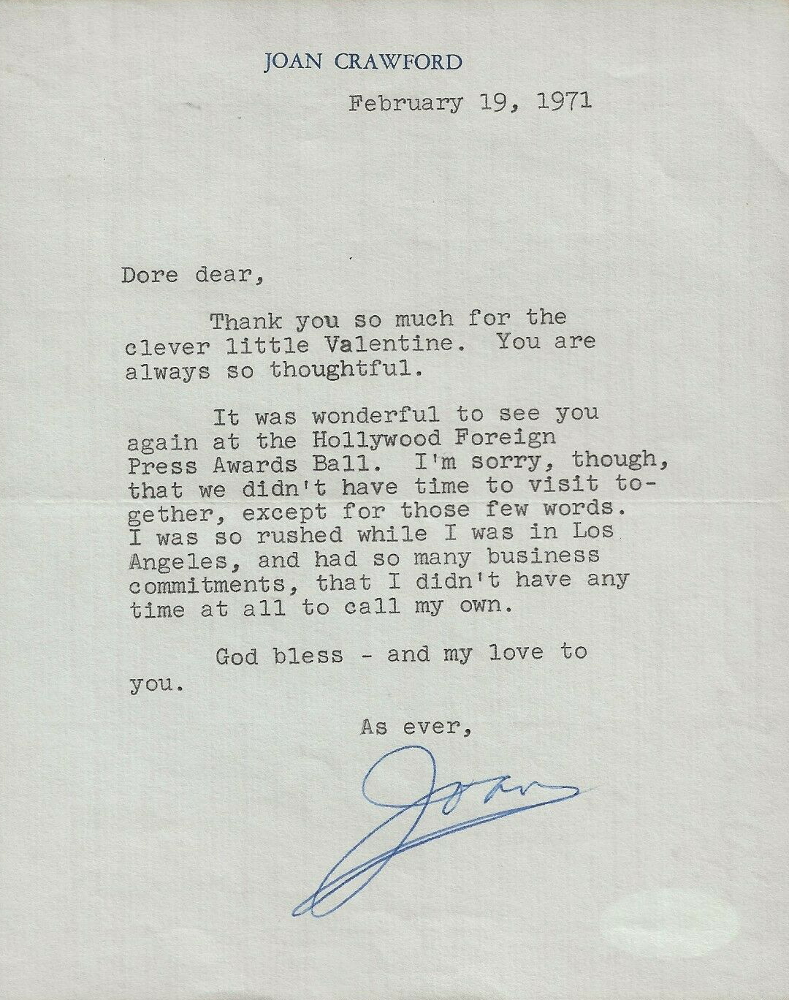 JOAN CRAWFORD
February 19, 1971
Dore dear,
Thank you so much for the
clever little Valentine. You are
always so thoughtful.
It was wonderful to see you
again at the Hollywood Foreign
Press Awards Ball. I'm sorry, though,
that we didn't have time to visit to-
gether, except for those few words.
I was so rushed while I was in Los
Angeles, and had so many business
commitments, that I didn't have any
time at all to call my own.
God bless - and my love to
you.
As ever,
Joan